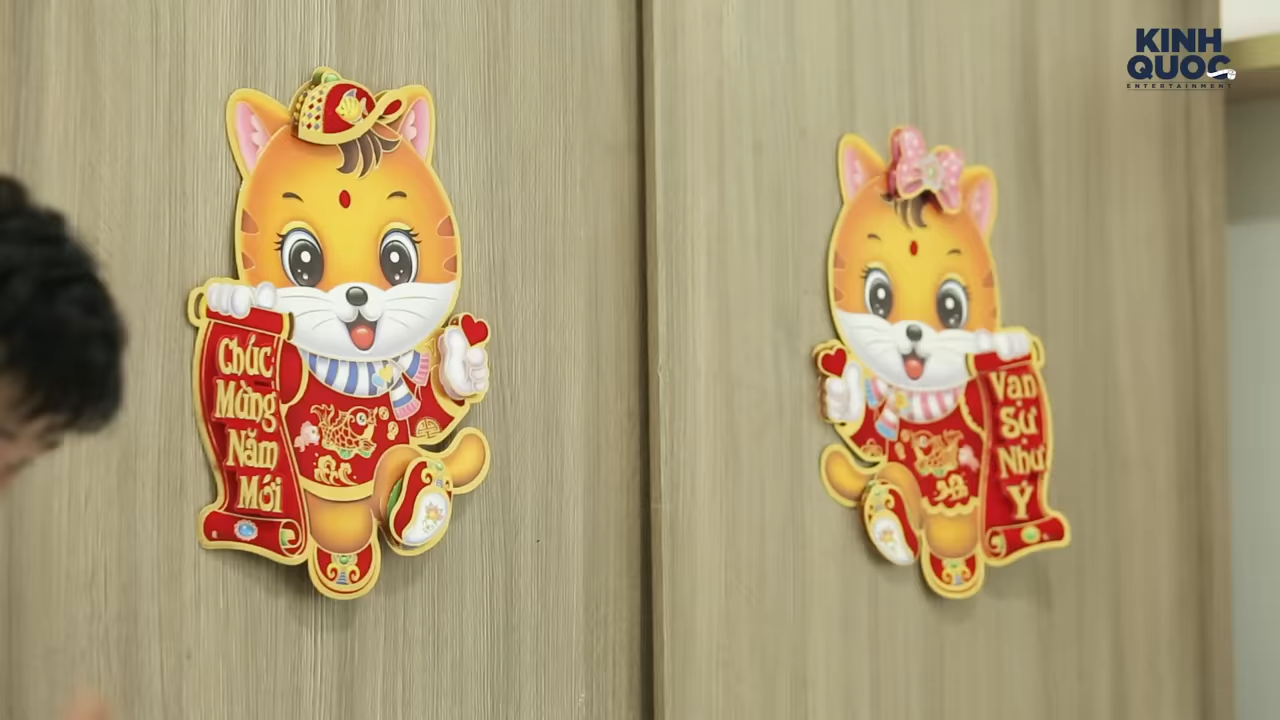 KINH
QUOC
ENTERTAINMENT
Chúc
Mừng
Năm
Mới
Vạn
Sự
Như
Ý